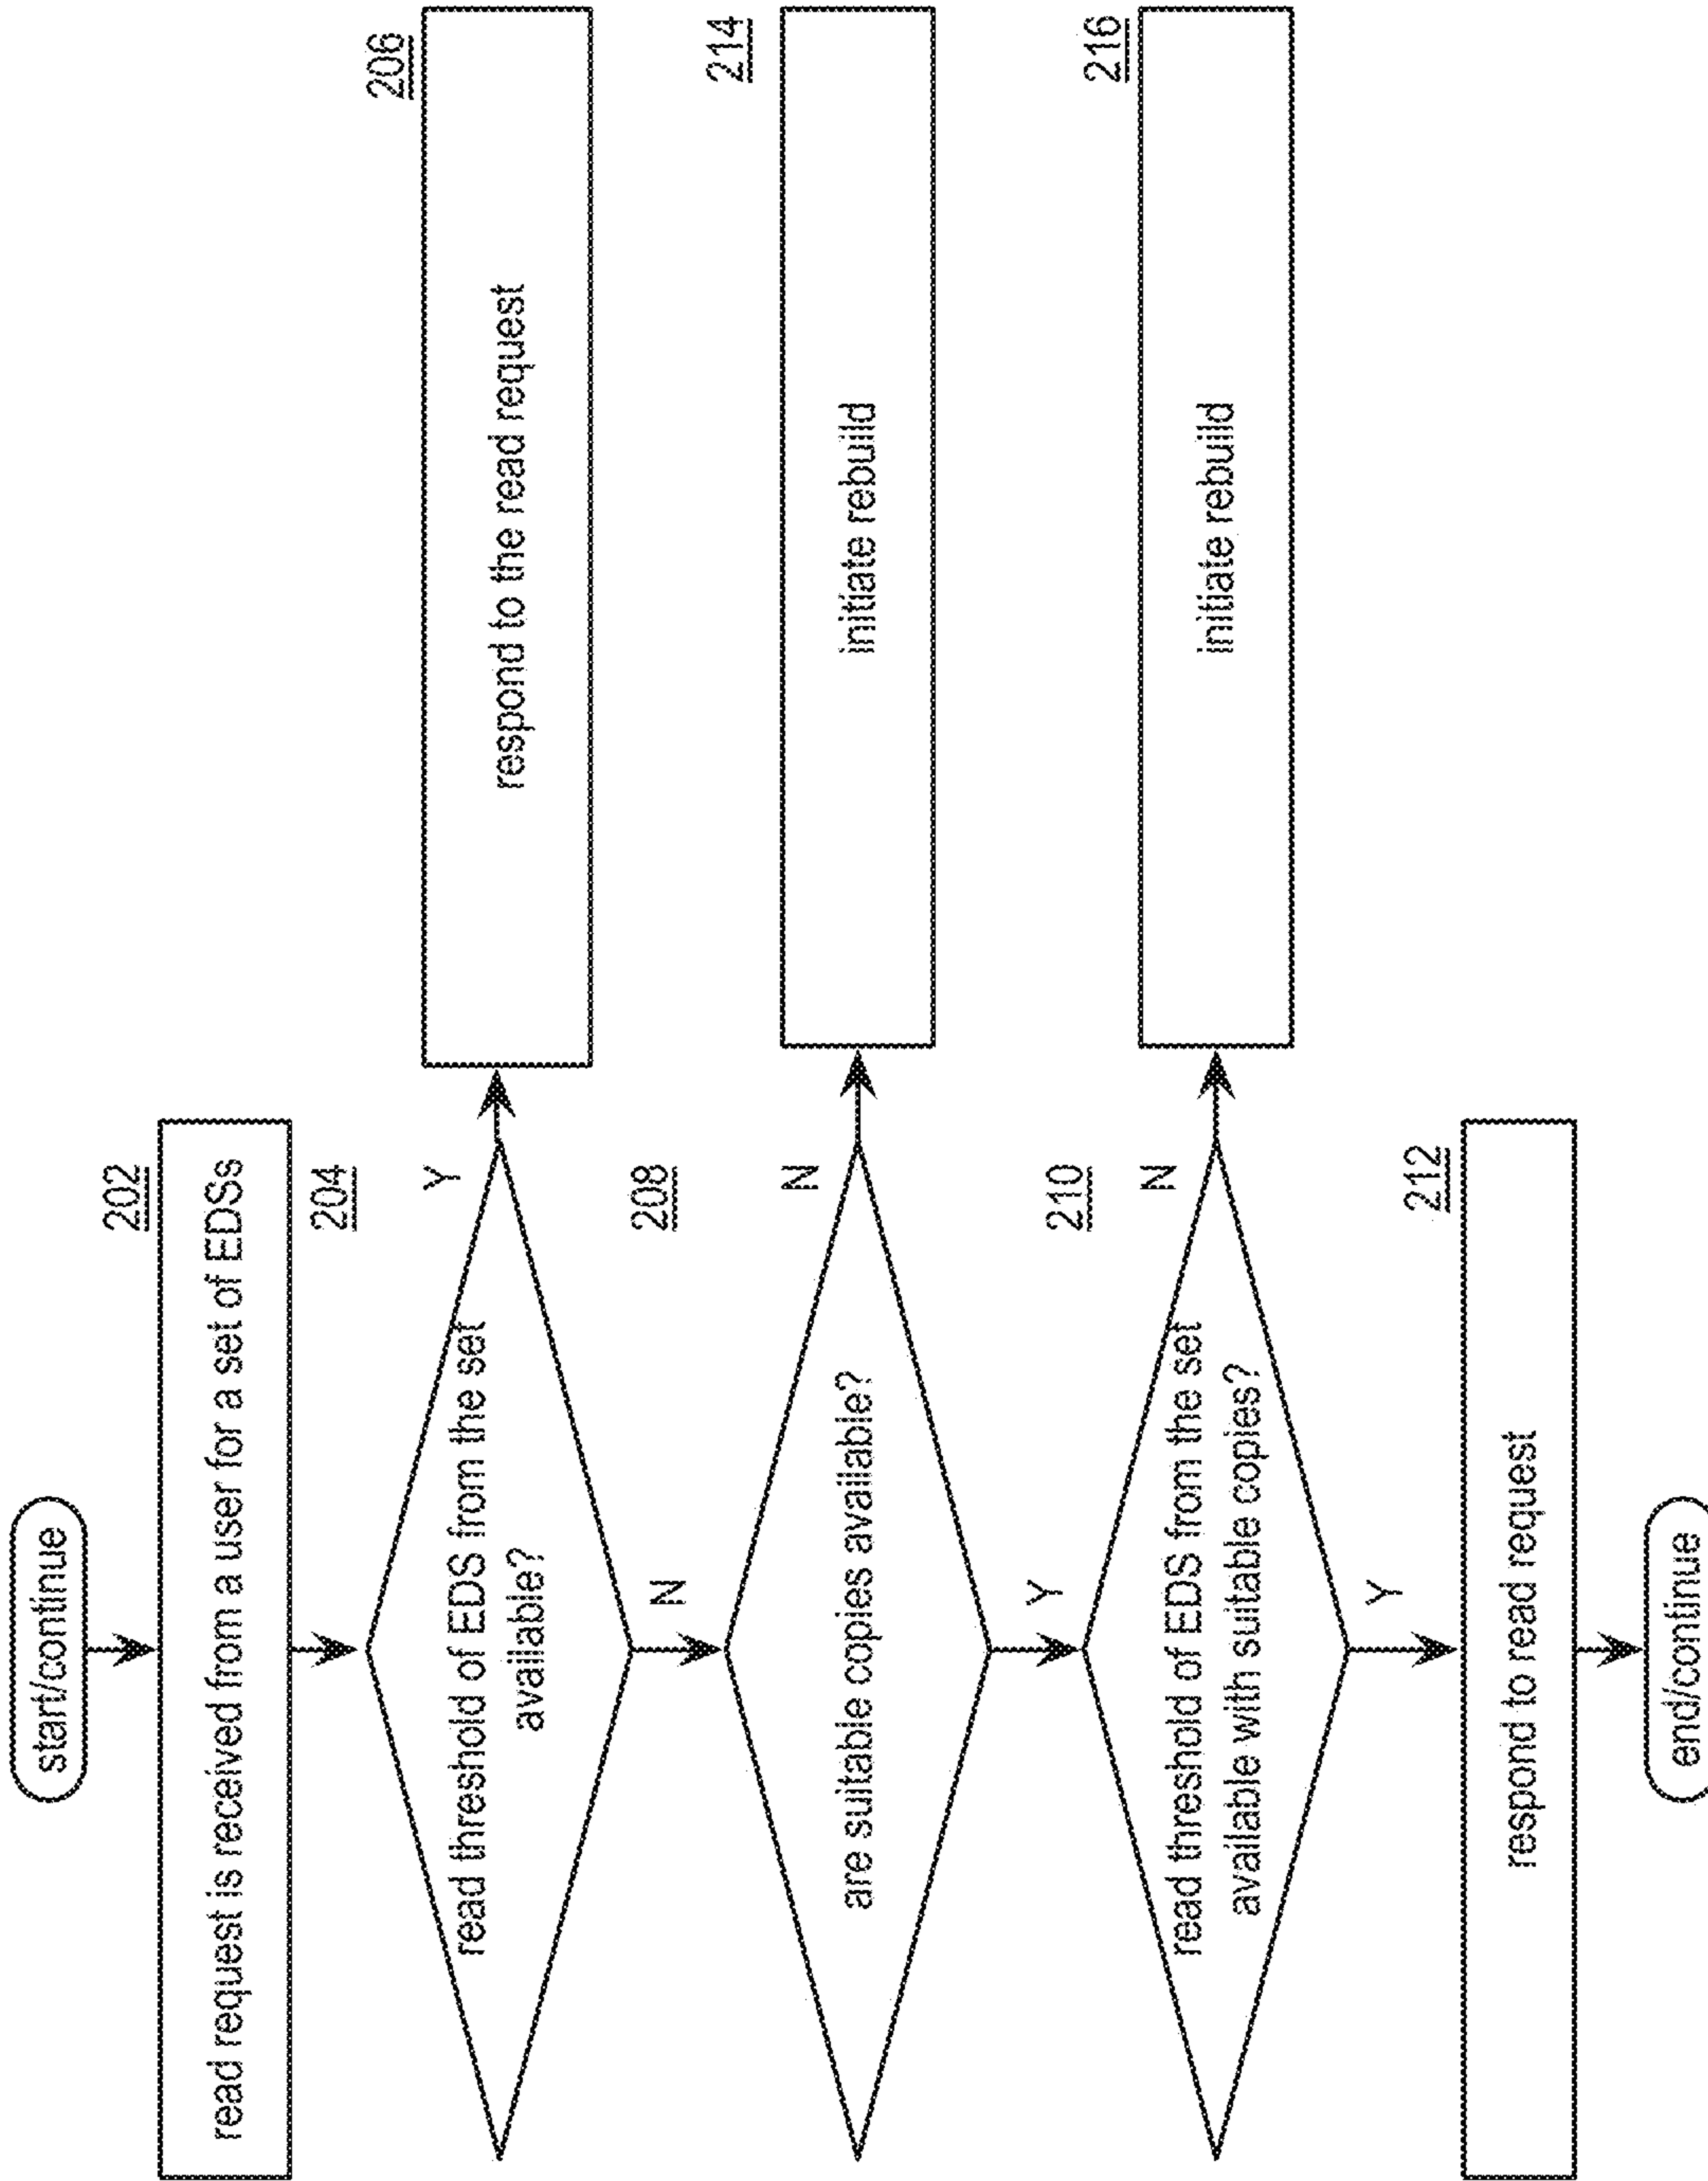 start/continue
202
read request is received from a user for a set of EDSs
204
read threshold of EDS from the set
available?
Y
206
respond to the read request
N
208
are suitable copies available?
N
214
initiate rebuild
Y
210
read threshold of EDS from the set
available with suitable copies?
N
216
initiate rebuild
Y
212
respond to read request
end/continue